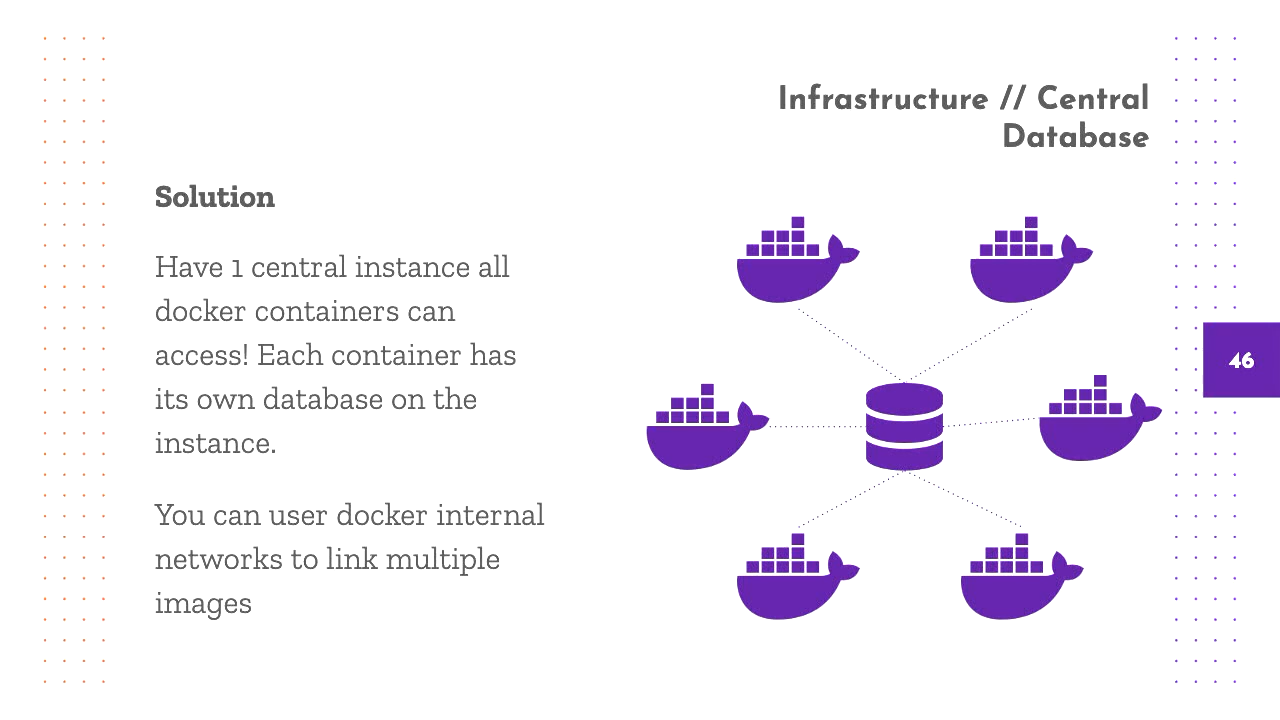 Infrastructure // Central
Database
Solution
Have 1 central instance all
docker containers can
access! Each container has
its own database on the
instance.
You can user docker internal
networks to link multiple
images
46